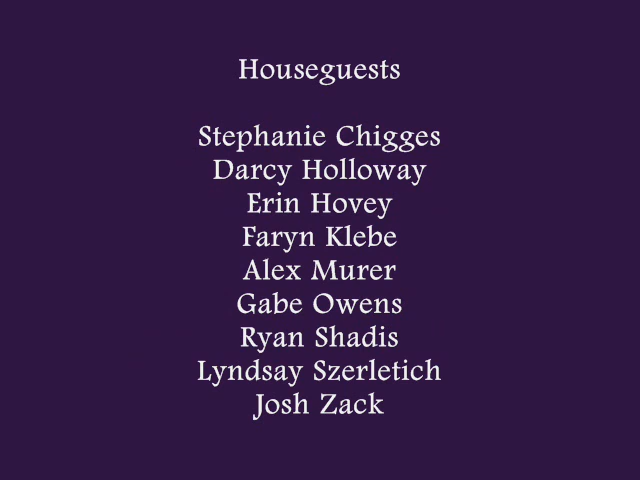 Houseguests
Stephanie Chigges
Darcy Holloway
Erin Hovey
Faryn Klebe
Alex Murer
Gabe Owens
Ryan Shadis
Lyndsay Szerletich
Josh Zack